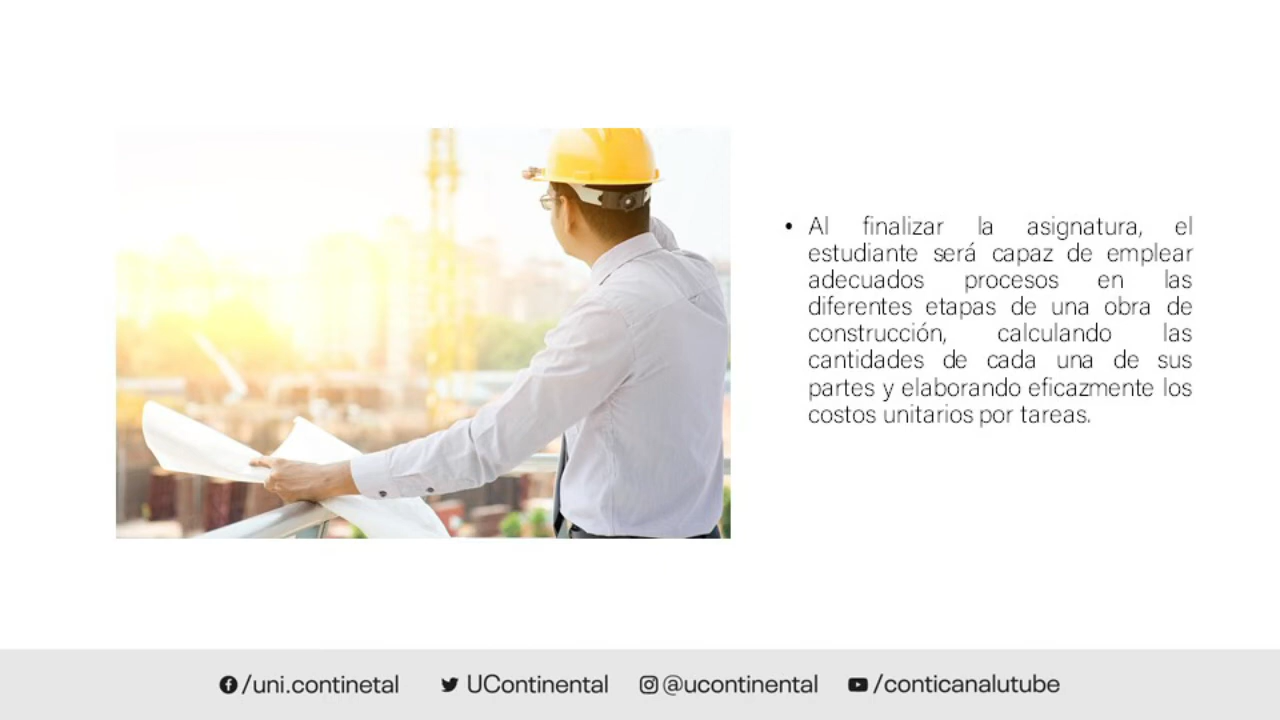 • Al finalizar la asignatura, el
estudiante será capaz de emplear
adecuados procesos en las
diferentes etapas de una obra de
construcción, calculando las
cantidades de cada una de sus
partes y elaborando eficazmente los
costos unitarios por tareas.
/uni.continetal UContinental @ucontinental /conticanalutube